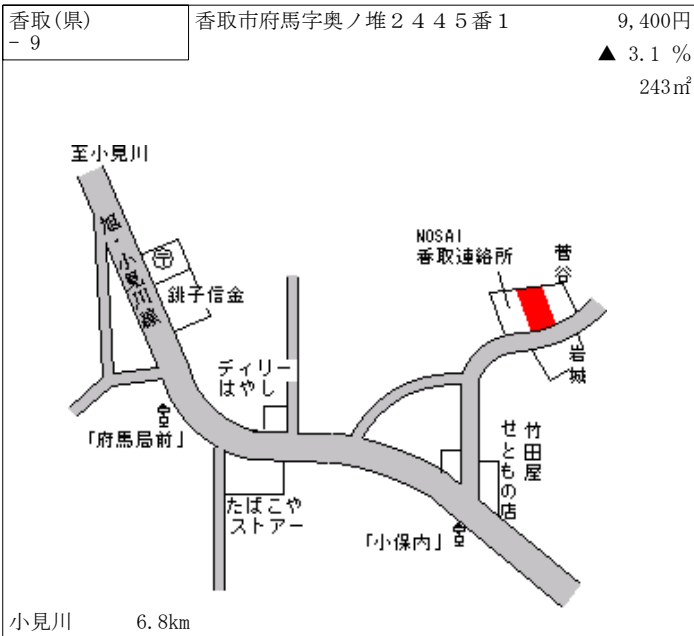 香取(県)
- 9
香取市府馬字奥ノ堆２４４５番１
9,400円
▲ 3.1 %
243㎡
至小見川
旭・小見川線
〒
銚子信金
NOSAI
香取連絡所
菅谷
岩城
ディリー
はやし
「府馬局前」
たばこや
ストアー
竹田屋
せともの店
「小保内」
小見川 6.8km